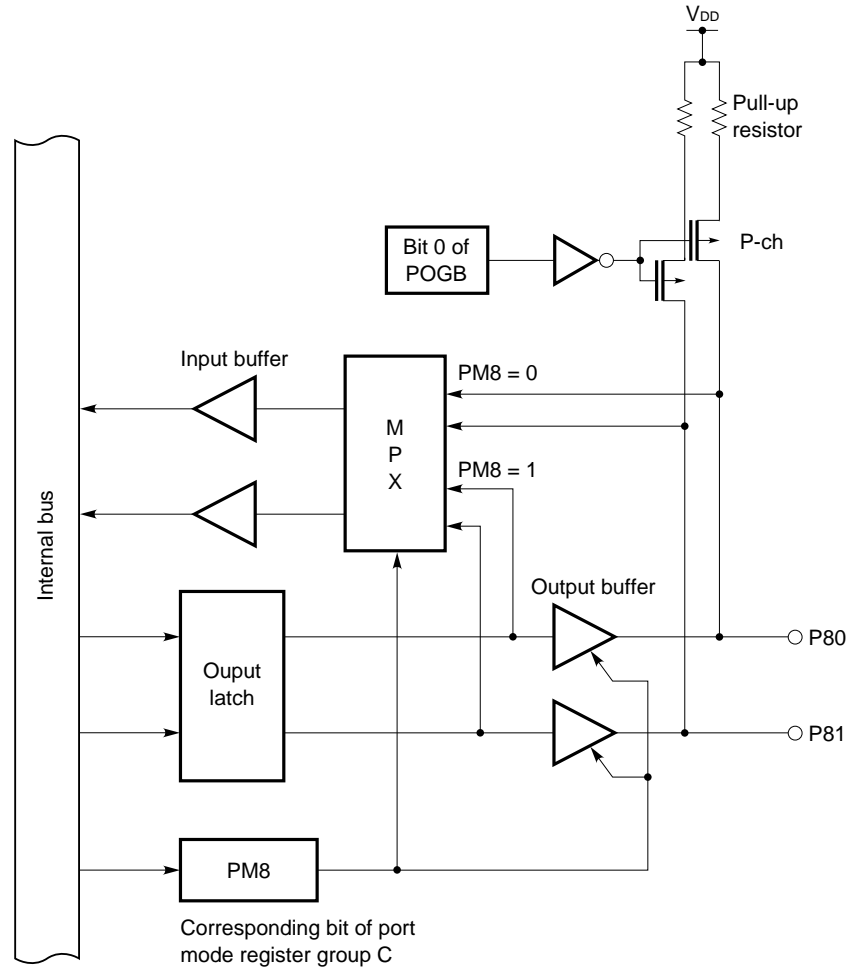 VDD
Pull-up
resistor
P-ch
Bit 0 of
POGB
Input buffer
PM8 = 0
M
P
X
PM8 = 1
Internal bus
Output buffer
P80
Ouput
latch
P81
PM8
Corresponding bit of port
mode register group C